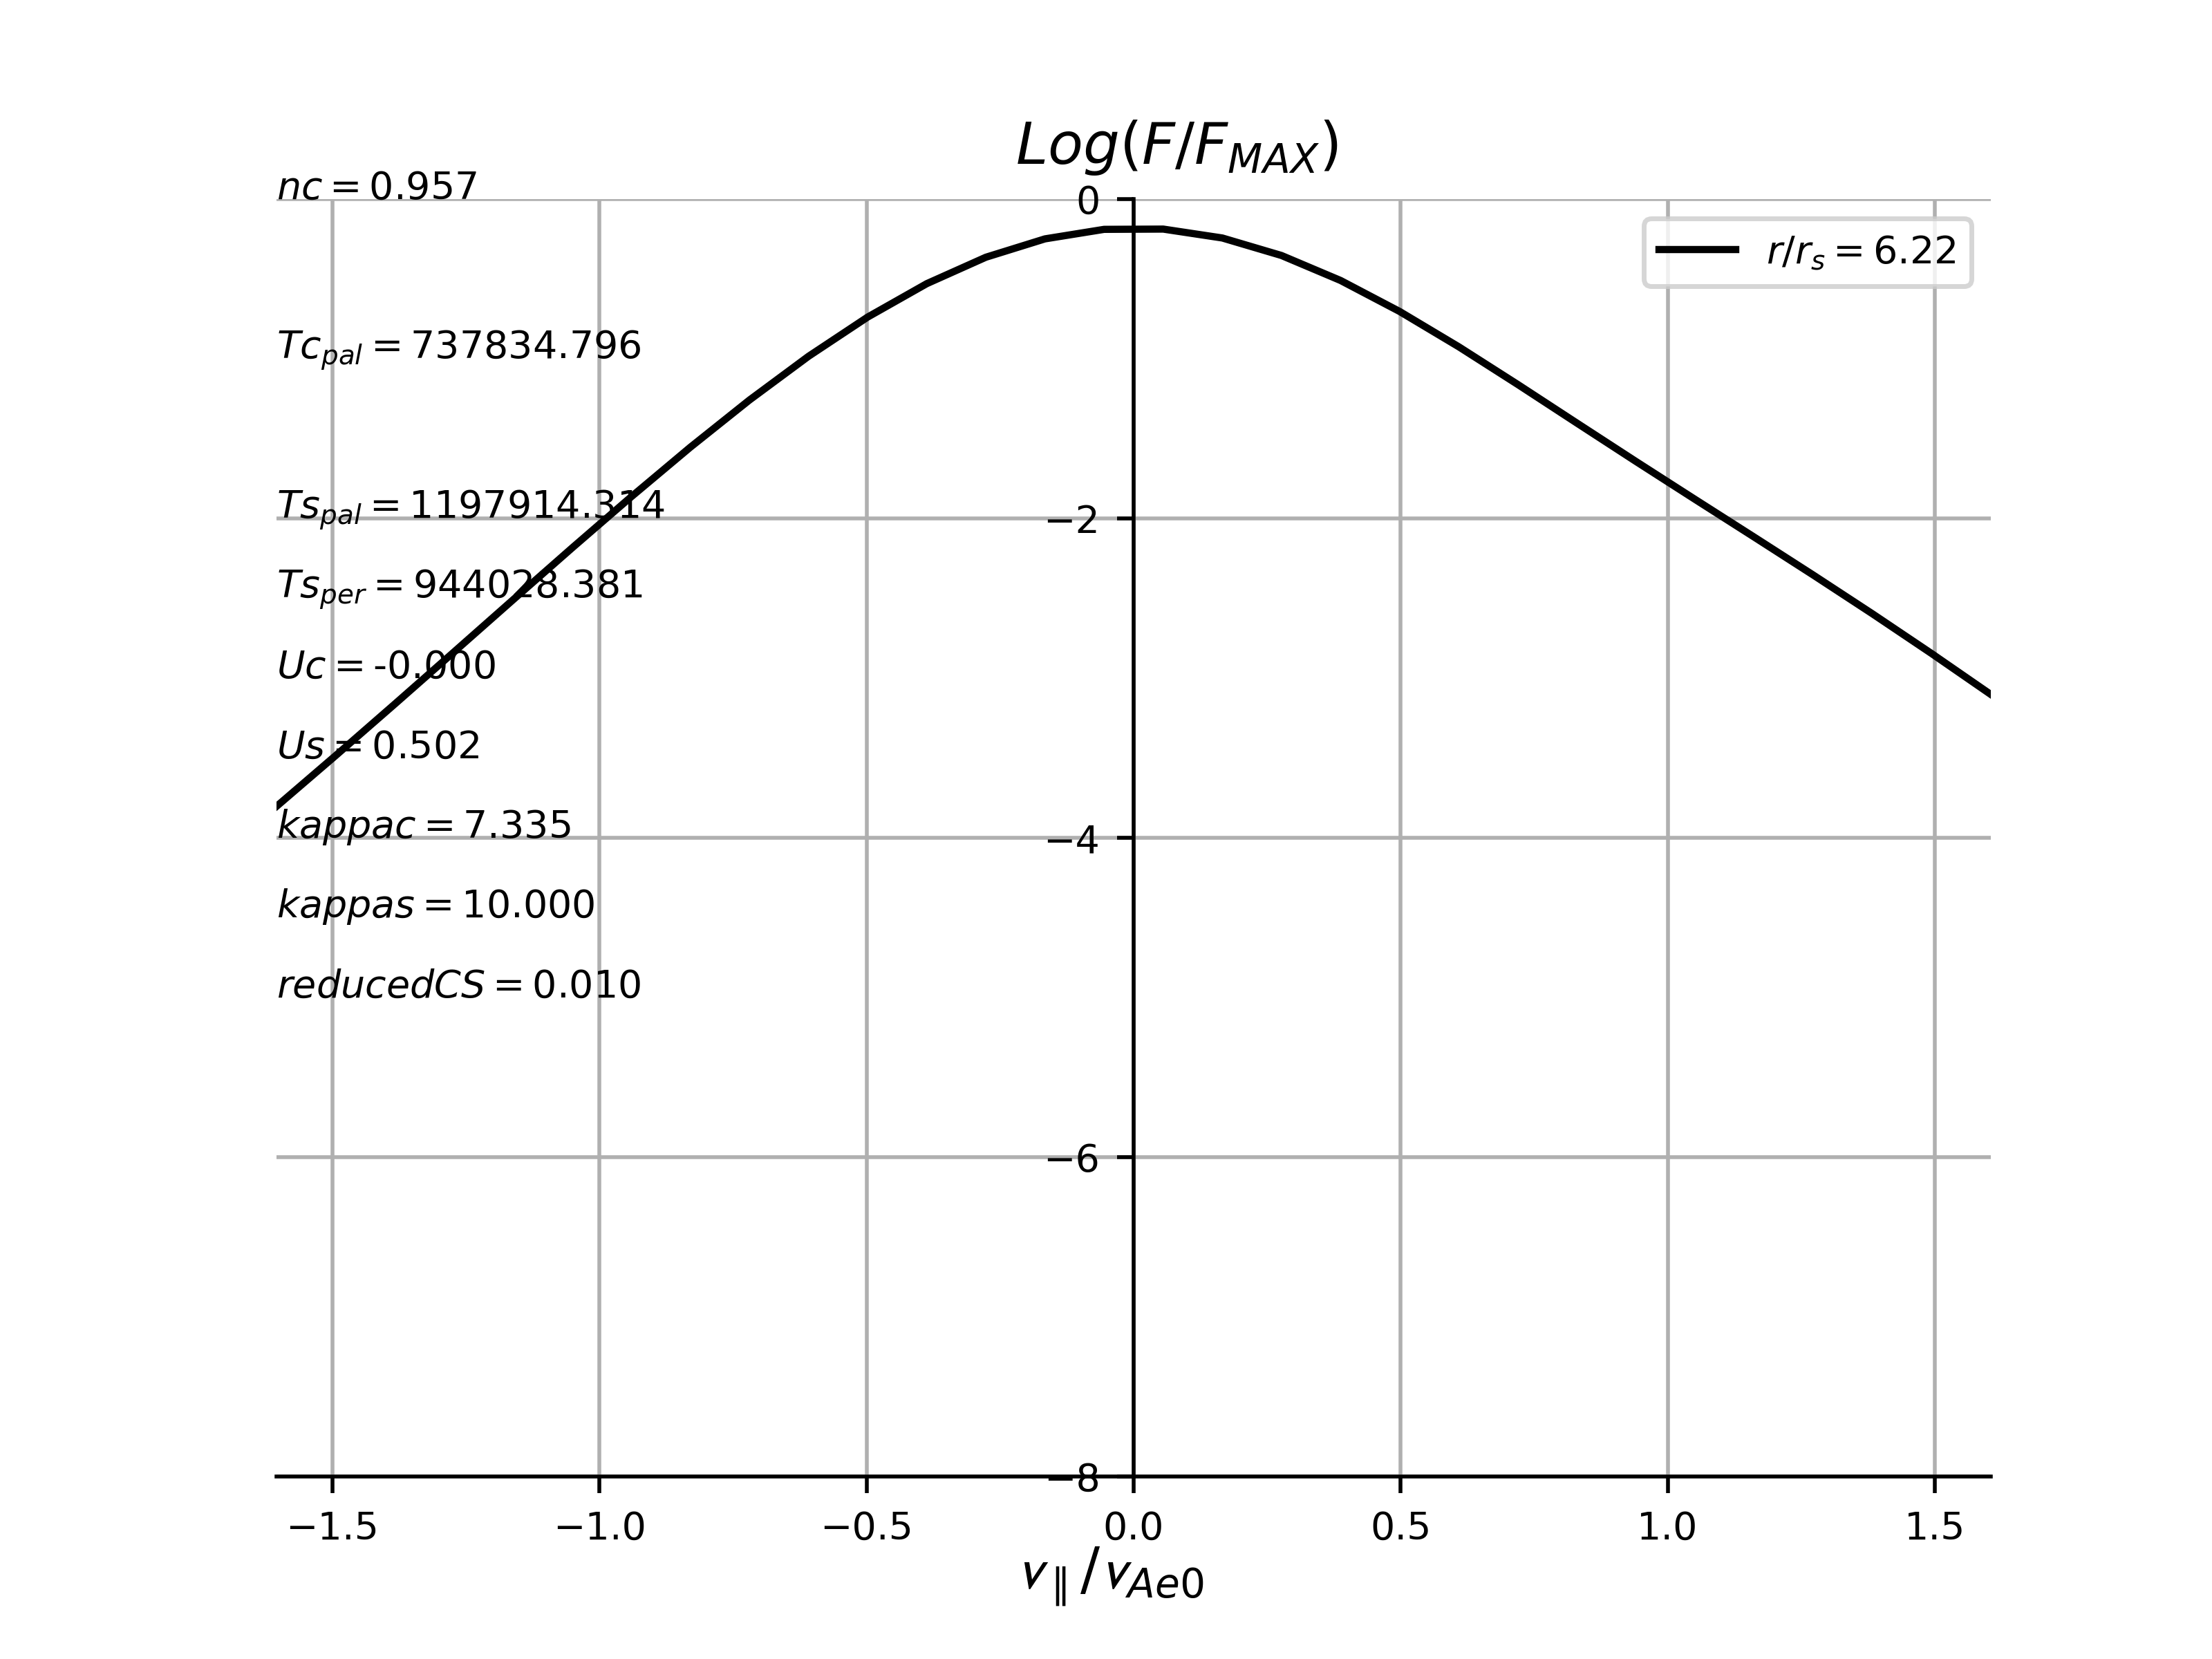 Log(F/F_MAX)
nc = 0.957
0
r/r_s = 6.22
Tc_pal = 737834.796
Ts_pal = 1197914.314
−2
Ts_per = 944028.381
Uc = -0.000
Us = 0.502
kappac = 7.335
−4
kappas = 10.000
reducedCS = 0.010
−6
−8
−1.5 −1.0 −0.5 0.0 0.5 1.0 1.5
v_∥/v_Ae0